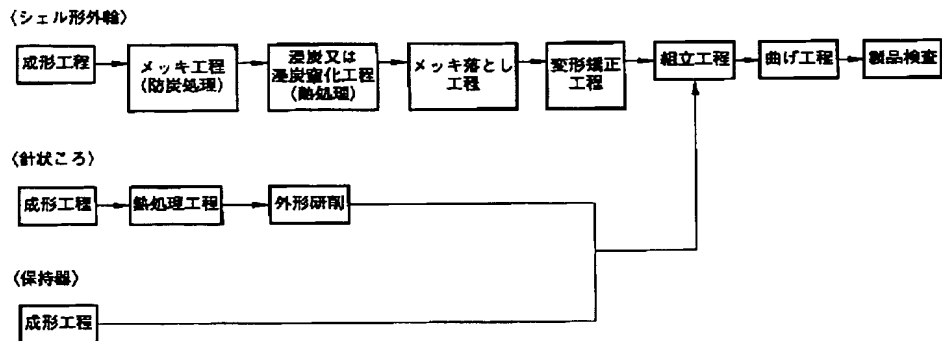 〈シェル形外輪〉
成形工程
メッキ工程
(防炭処理)
浸炭又は
浸炭窒化工程
(熱処理)
メッキ落とし
工程
変形矯正
工程
組立工程
曲げ工程
製品検査
〈針状ころ〉
成形工程
熱処理工程
外形研削
〈保持器〉
成形工程